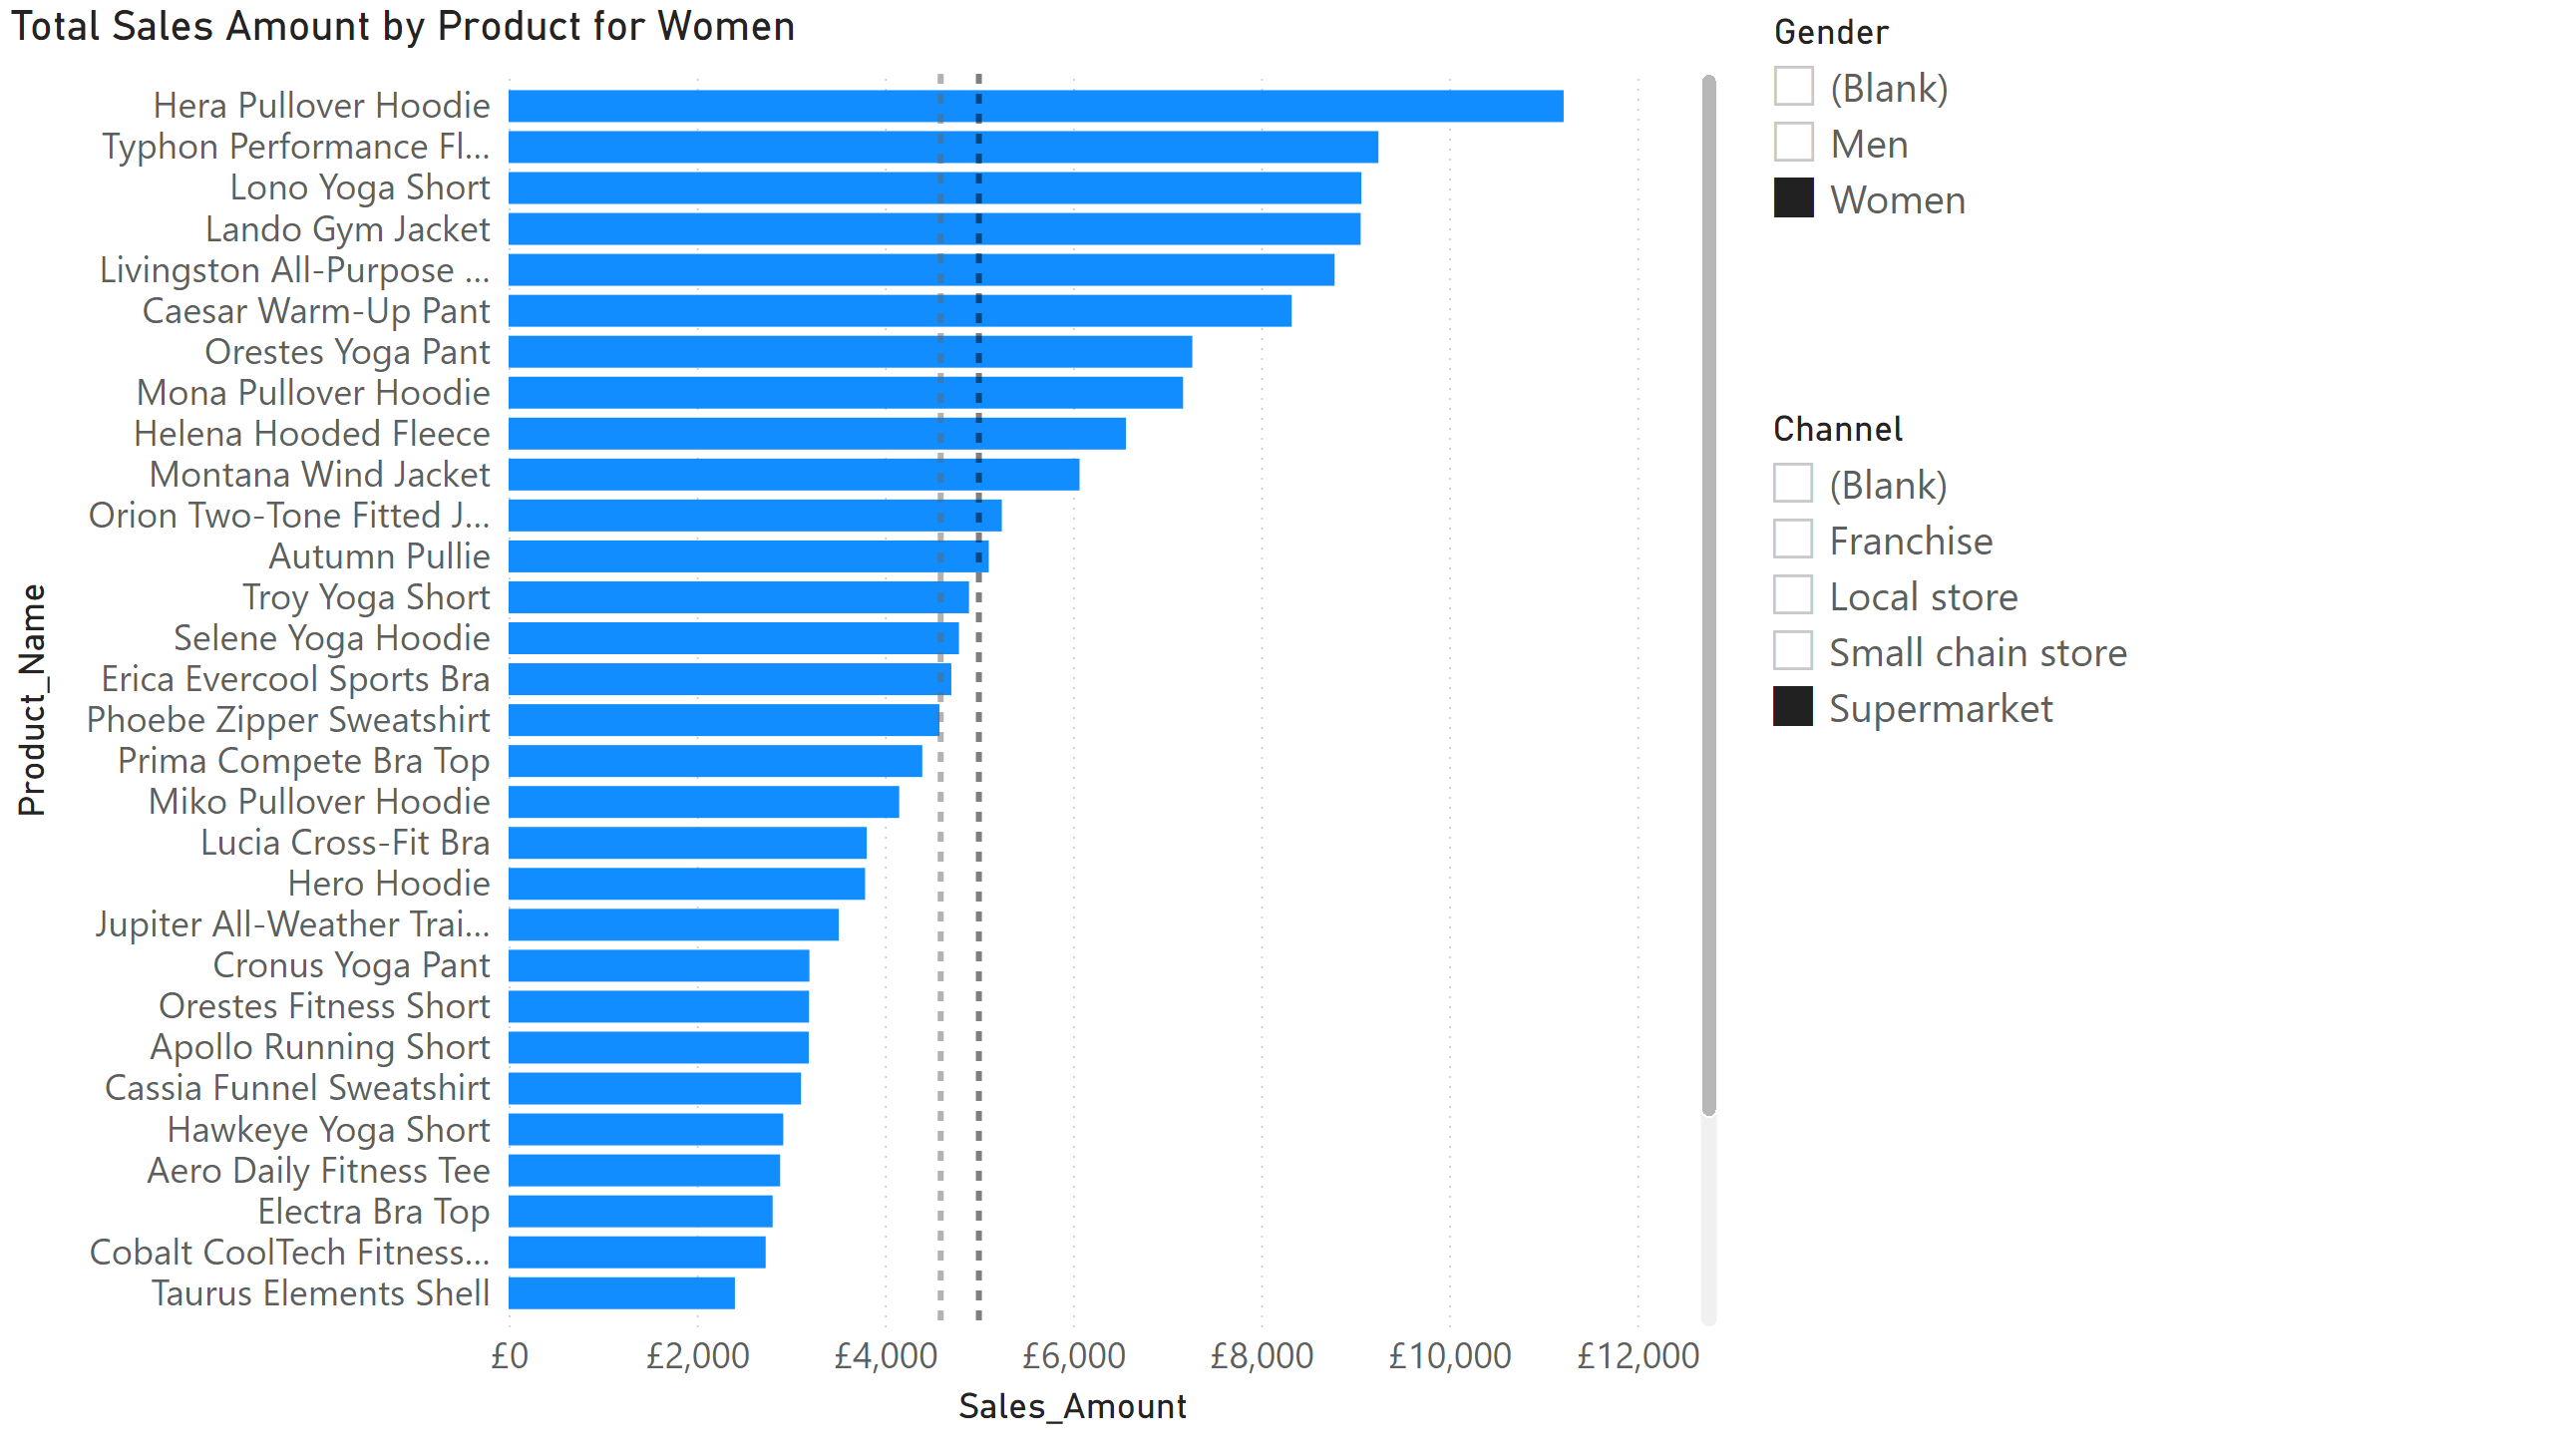 Total Sales Amount by Product for Women
Product_Name
Hera Pullover Hoodie
Typhon Performance Fl...
Lono Yoga Short
Lando Gym Jacket
Livingston All-Purpose ...
Caesar Warm-Up Pant
Orestes Yoga Pant
Mona Pullover Hoodie
Helena Hooded Fleece
Montana Wind Jacket
Orion Two-Tone Fitted J...
Autumn Pullie
Troy Yoga Short
Selene Yoga Hoodie
Erica Evercool Sports Bra
Phoebe Zipper Sweatshirt
Prima Compete Bra Top
Miko Pullover Hoodie
Lucia Cross-Fit Bra
Hero Hoodie
Jupiter All-Weather Trai...
Cronus Yoga Pant
Orestes Fitness Short
Apollo Running Short
Cassia Funnel Sweatshirt
Hawkeye Yoga Short
Aero Daily Fitness Tee
Electra Bra Top
Cobalt CoolTech Fitness...
Taurus Elements Shell
£0 £2,000 £4,000 £6,000 £8,000 £10,000 £12,000
Sales_Amount
Gender
(Blank)
Men
Women
Channel
(Blank)
Franchise
Local store
Small chain store
Supermarket